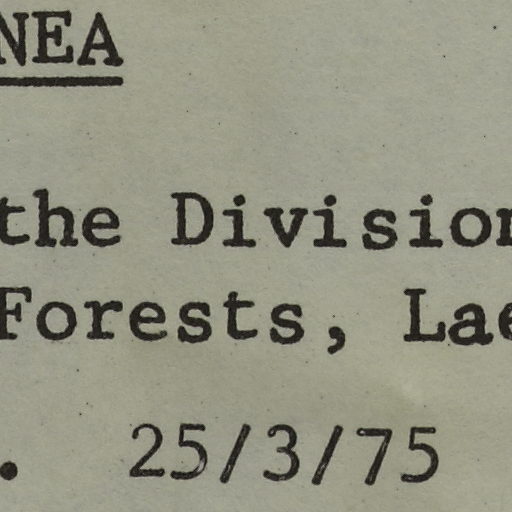 NEA
the Division
Forests, Lae
. 25/3/75